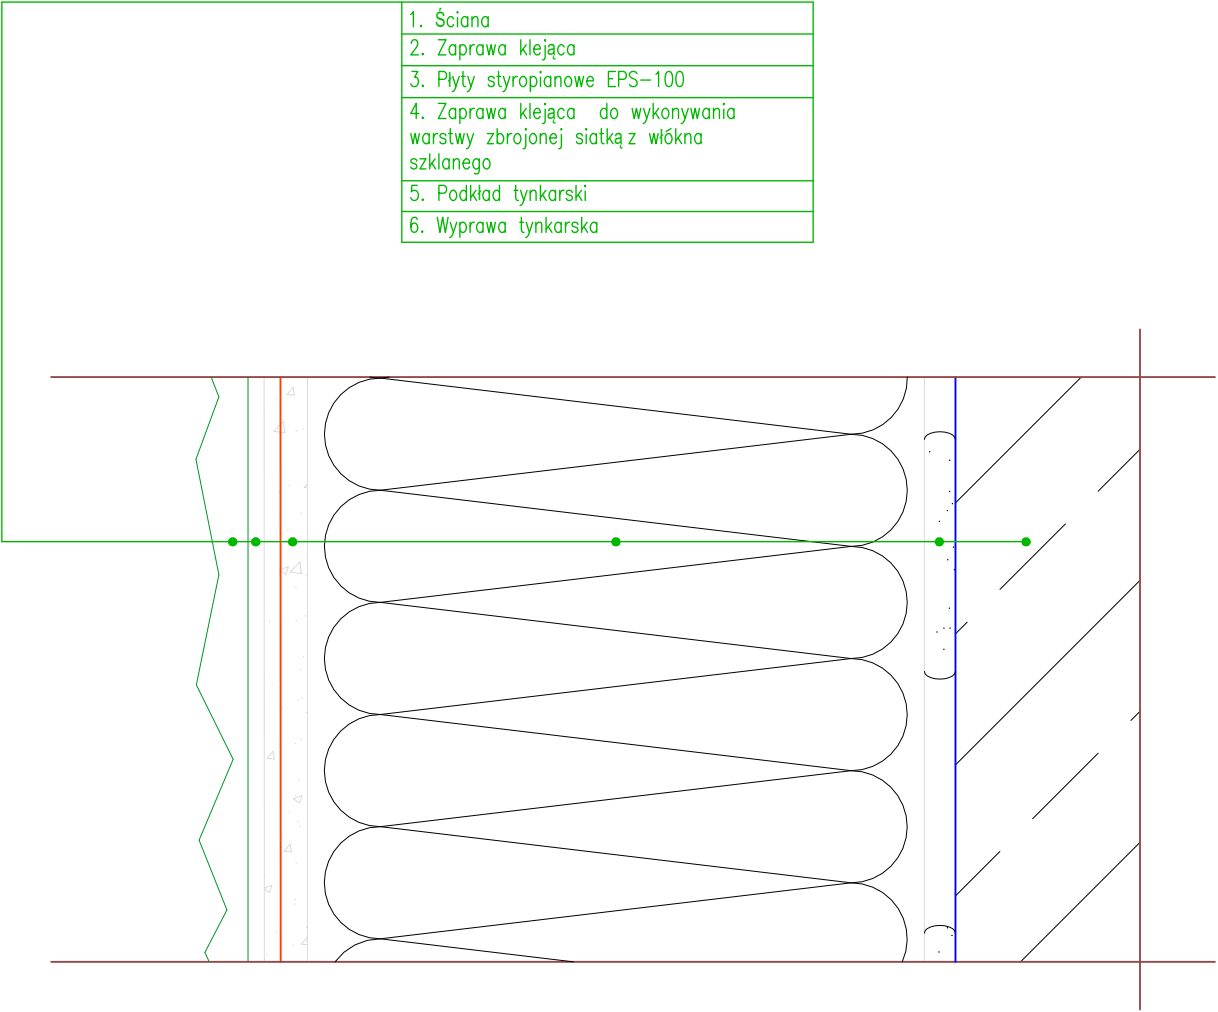 1. Ściana
2. Zaprawa klejąca
3. Płyty styropianowe EPS-100
4. Zaprawa klejąca do wykonywania
warstwy zbrojonej siatką z włókna
szklanego
5. Podkład tynkarski
6. Wyprawa tynkarska